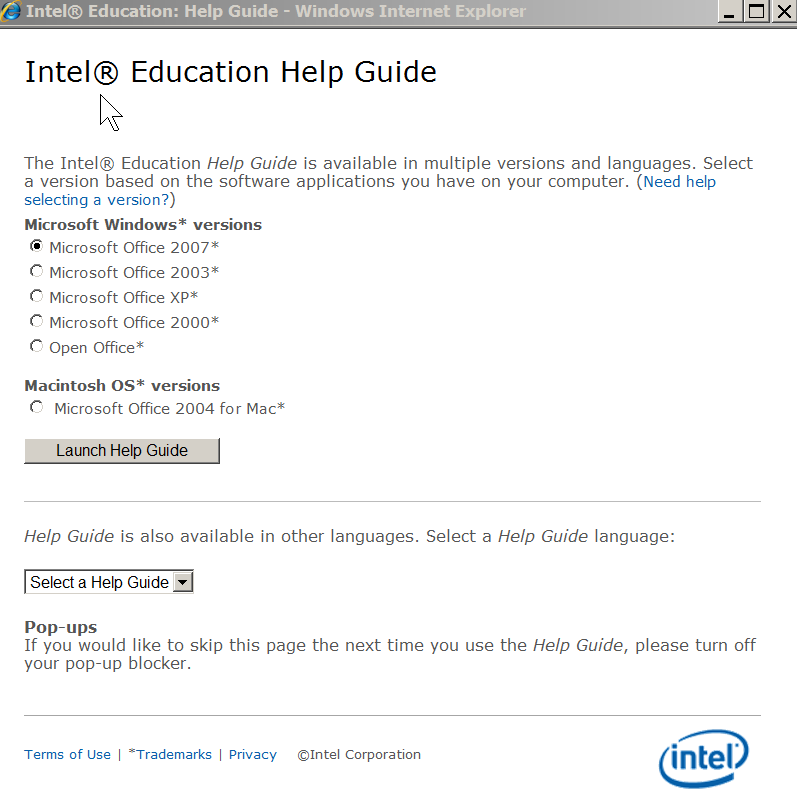 Intel® Education: Help Guide - Windows Internet Explorer
Intel® Education Help Guide
The Intel® Education Help Guide is available in multiple versions and languages. Select
a version based on the software applications you have on your computer. (Need help
selecting a version?)
Microsoft Windows* versions
Microsoft Office 2007*
Microsoft Office 2003*
Microsoft Office XP*
Microsoft Office 2000*
Open Office*
Macintosh OS* versions
Microsoft Office 2004 for Mac*
Launch Help Guide
Help Guide is also available in other languages. Select a Help Guide language:
Select a Help Guide
Pop-ups
If you would like to skip this page the next time you use the Help Guide, please turn off
your pop-up blocker.
Terms of Use | *Trademarks | Privacy ©Intel Corporation
intel®